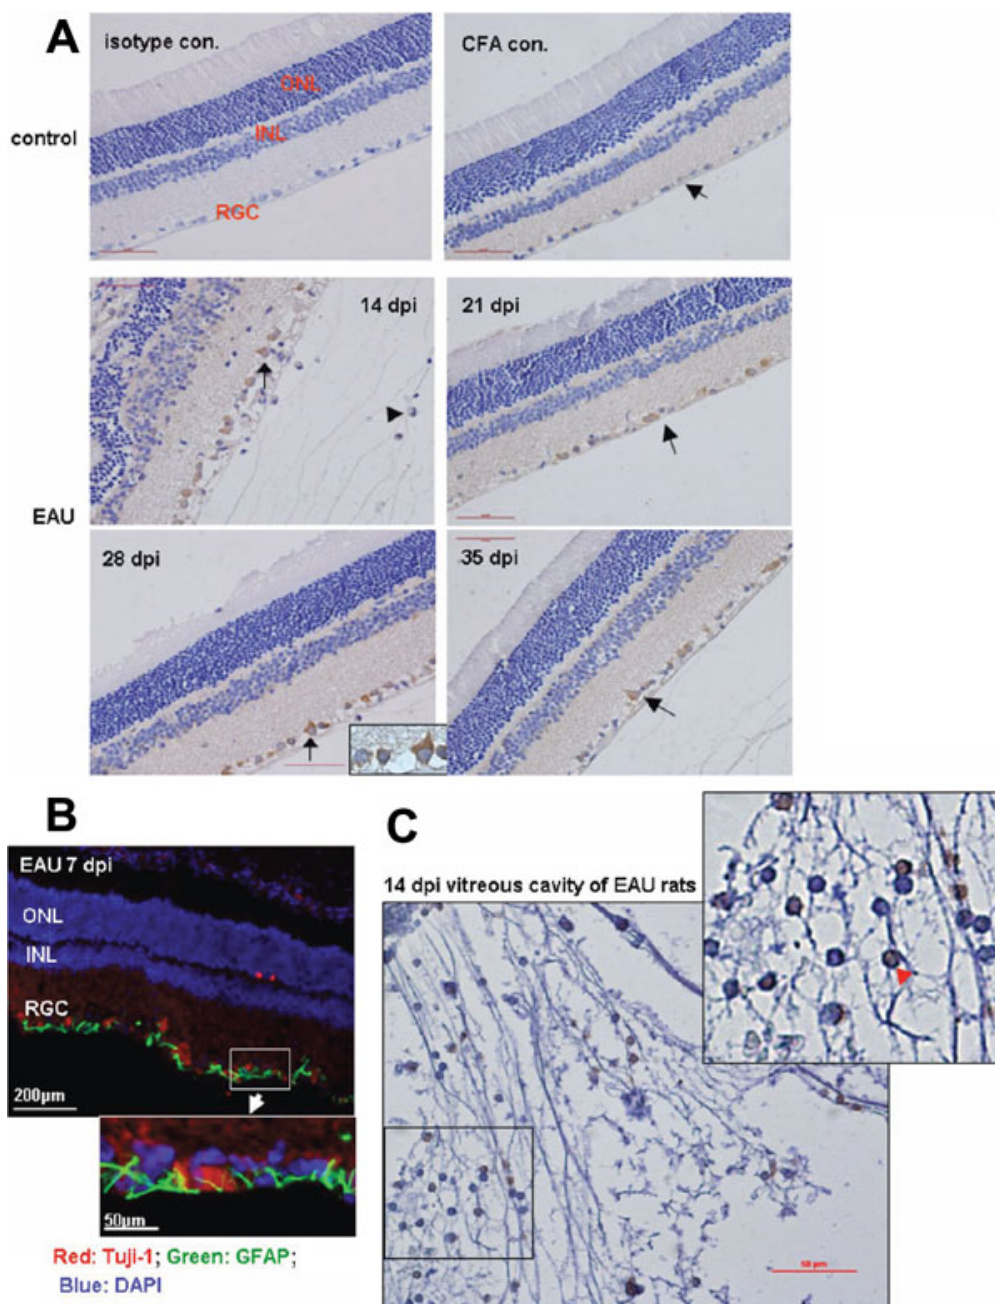 A
isotype con.
CFA con.
ONL
control
INL
RGC
14 dpi
21 dpi
EAU
28 dpi
35 dpi
B
C
EAU 7 dpi
14 dpi vitreous cavity of EAU rats
ONL
INL
RGC
200μm
50μm
50 μm
Red: Tuji-1; Green: GFAP;
Blue: DAPI